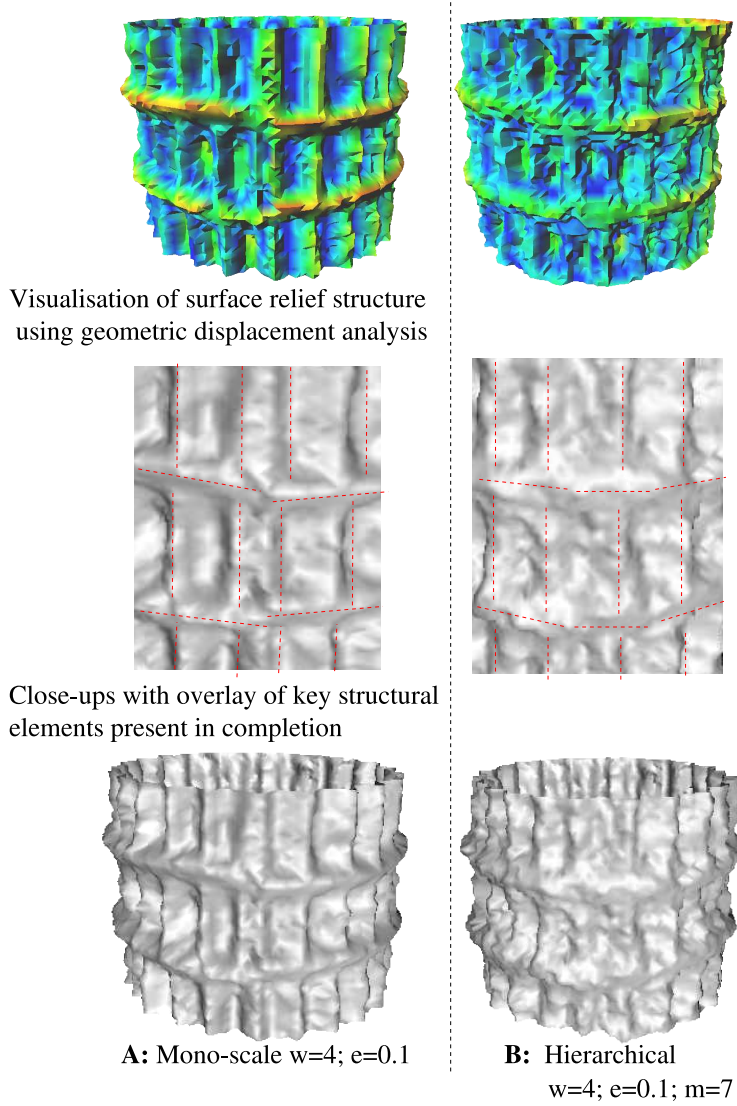 Visualisation of surface relief structure
using geometric displacement analysis
Close-ups with overlay of key structural
elements present in completion
A: Mono-scale w=4; e=0.1
B: Hierarchical
w=4; e=0.1; m=7